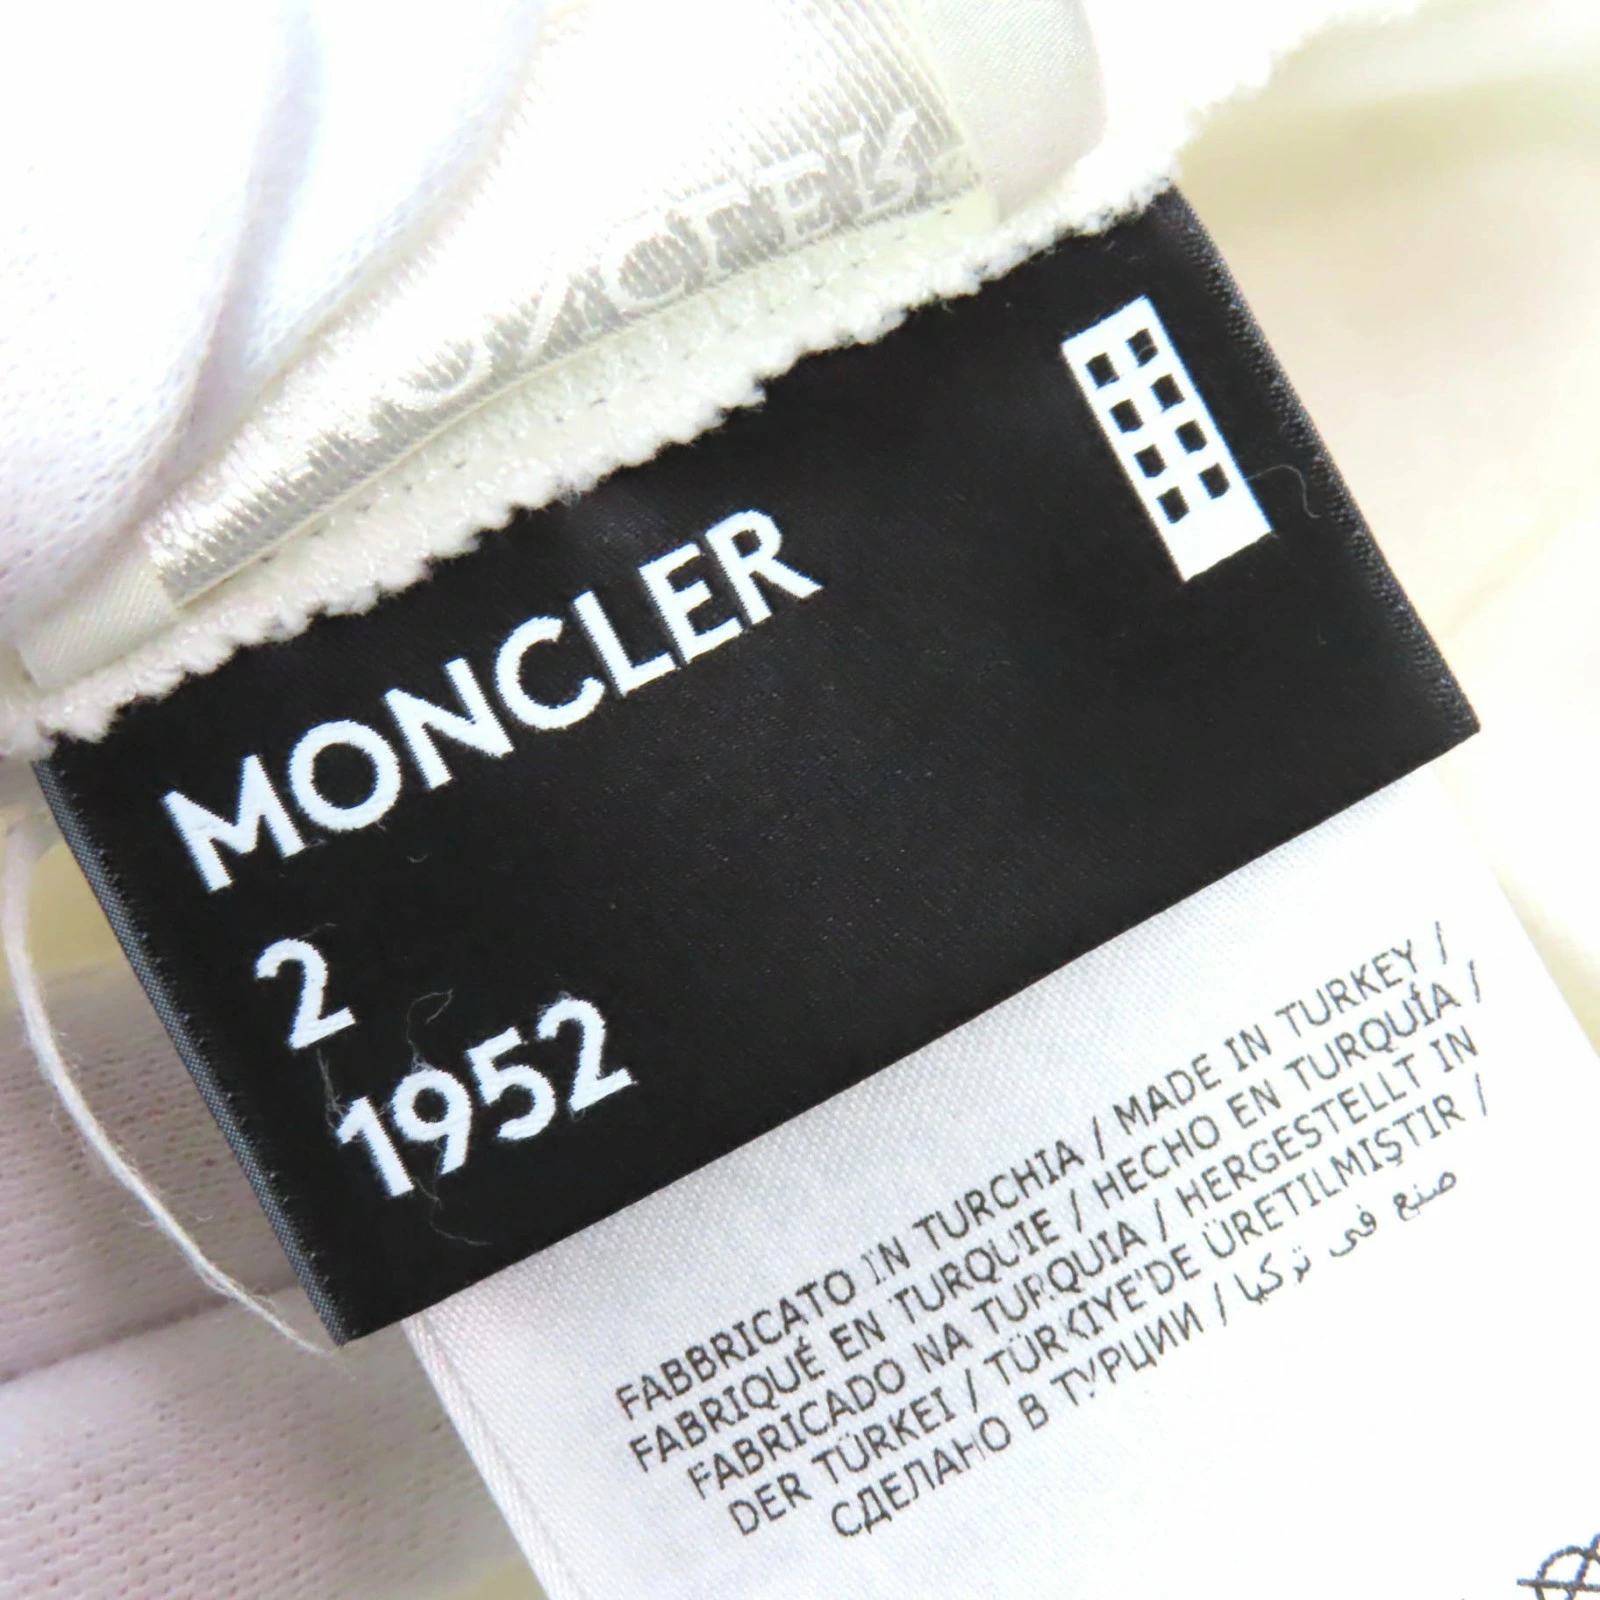 MONCLER
2
1952
FABBRICATO IN TURCHIA / MADE IN TURKEY /
FABRIQUÉ EN TURQUIE / HECHO EN TURQUÍA /
FABRICADO NA TURQUIA / HERGESTELLT IN
DER TÜRKEI / TÜRKIYE'DE ÜRETILMIŞTIR /
СДЕЛАНО В ТУРЦИИ / صنع في تركيا